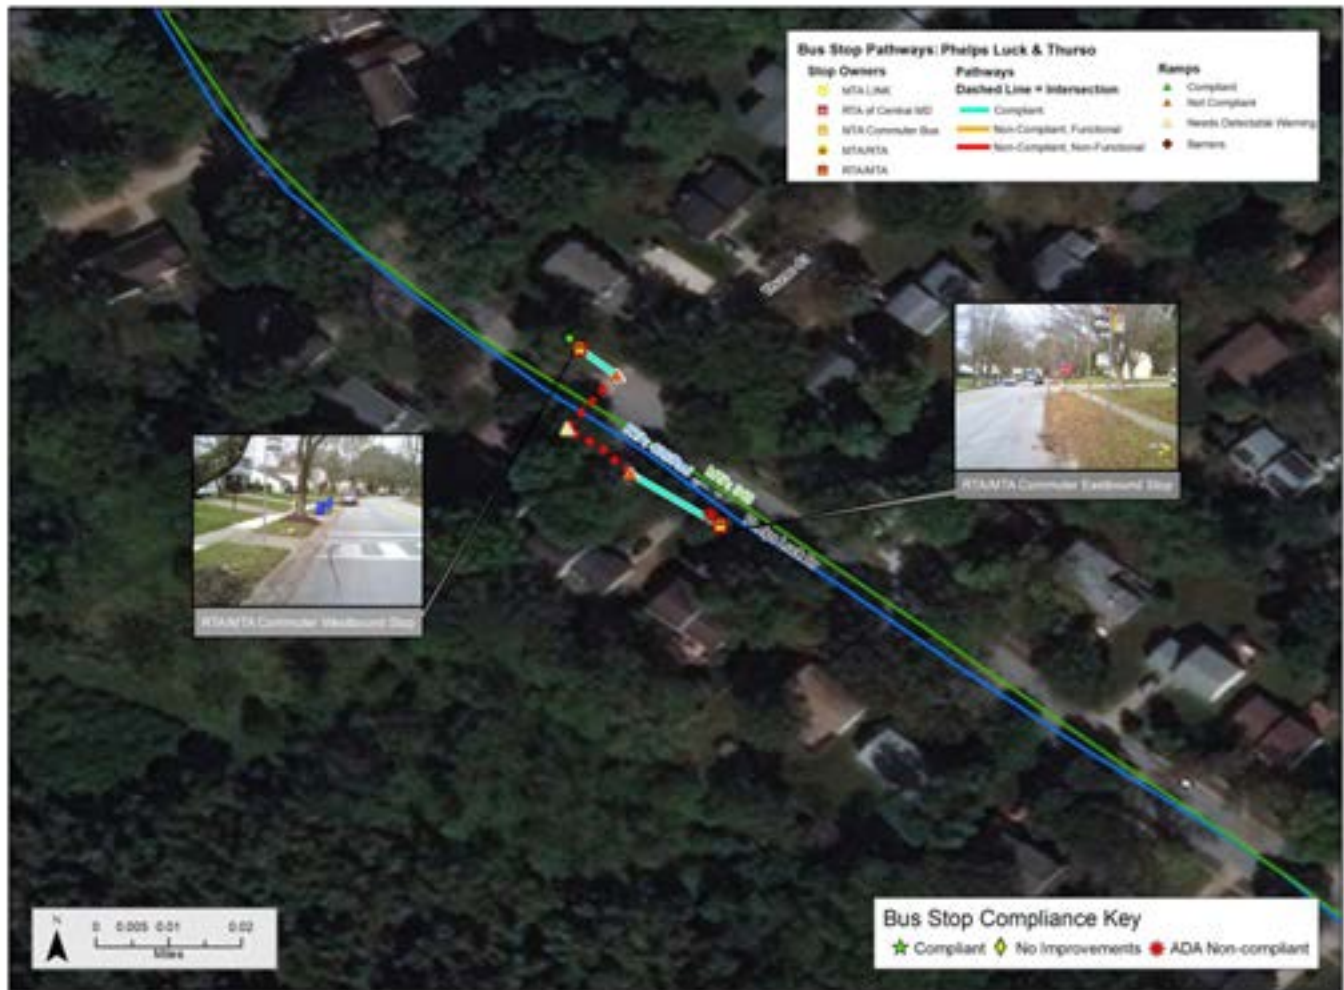 Bus Stop Pathways: Phelps Luck & Thurso
Stop Owners
MTA LINK
RTA of Central MD
MTA Commuter Bus
MTA/RTA
RTA/MTA
Pathways
Dashed Line = Intersection
Compliant
Non-Compliant, Functional
Non-Compliant, Non-Functional
Ramps
Compliant
Not Compliant
Needs Detectable Warning
Barriers
RTA/MTA Commuter Eastbound Stop
RTA/MTA Commuter Westbound Stop
N
0 0.005 0.01 0.02
Miles
Bus Stop Compliance Key
Compliant No Improvements ADA Non-compliant